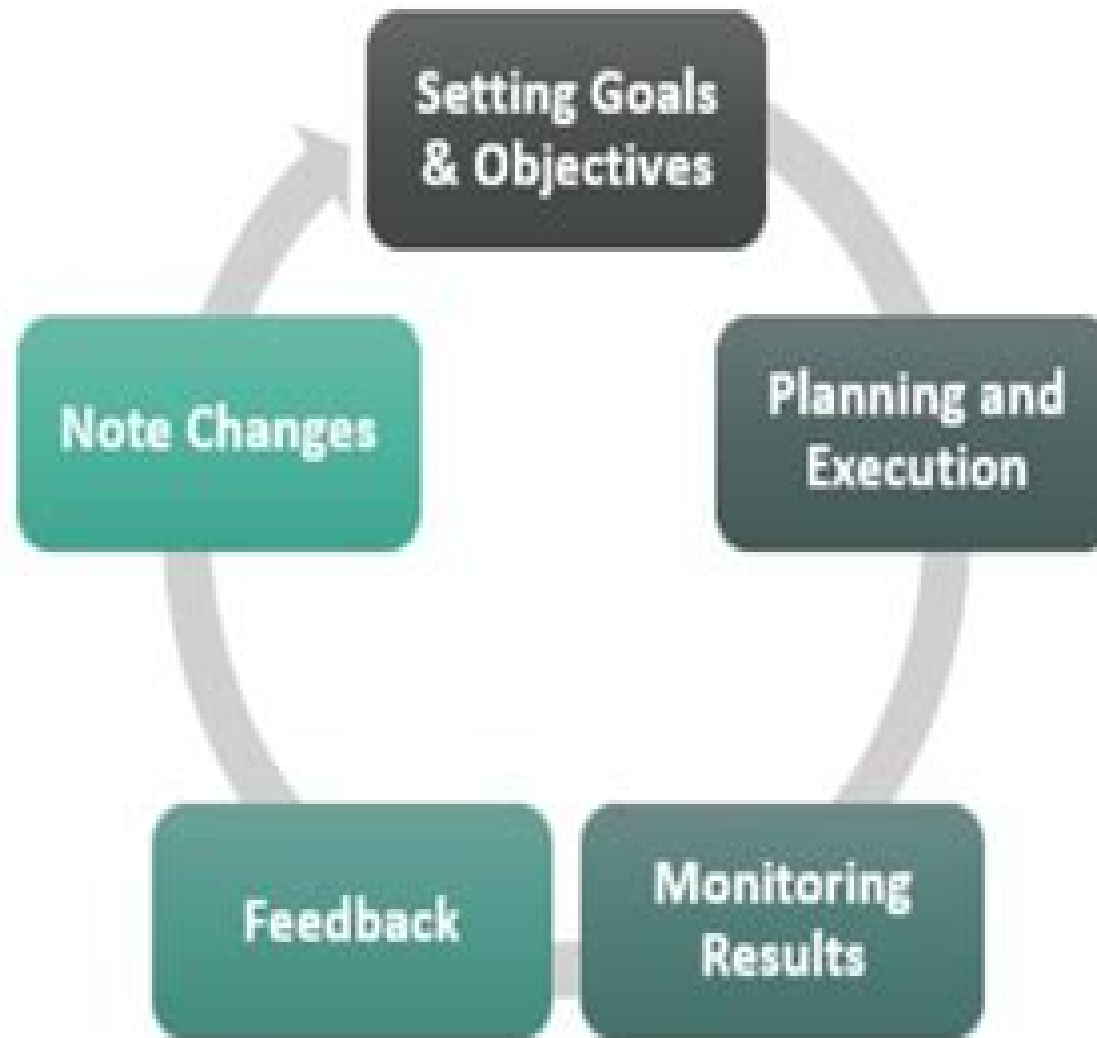 Setting Goals
& Objectives
Planning and
Execution
Monitoring
Results
Feedback
Note Changes